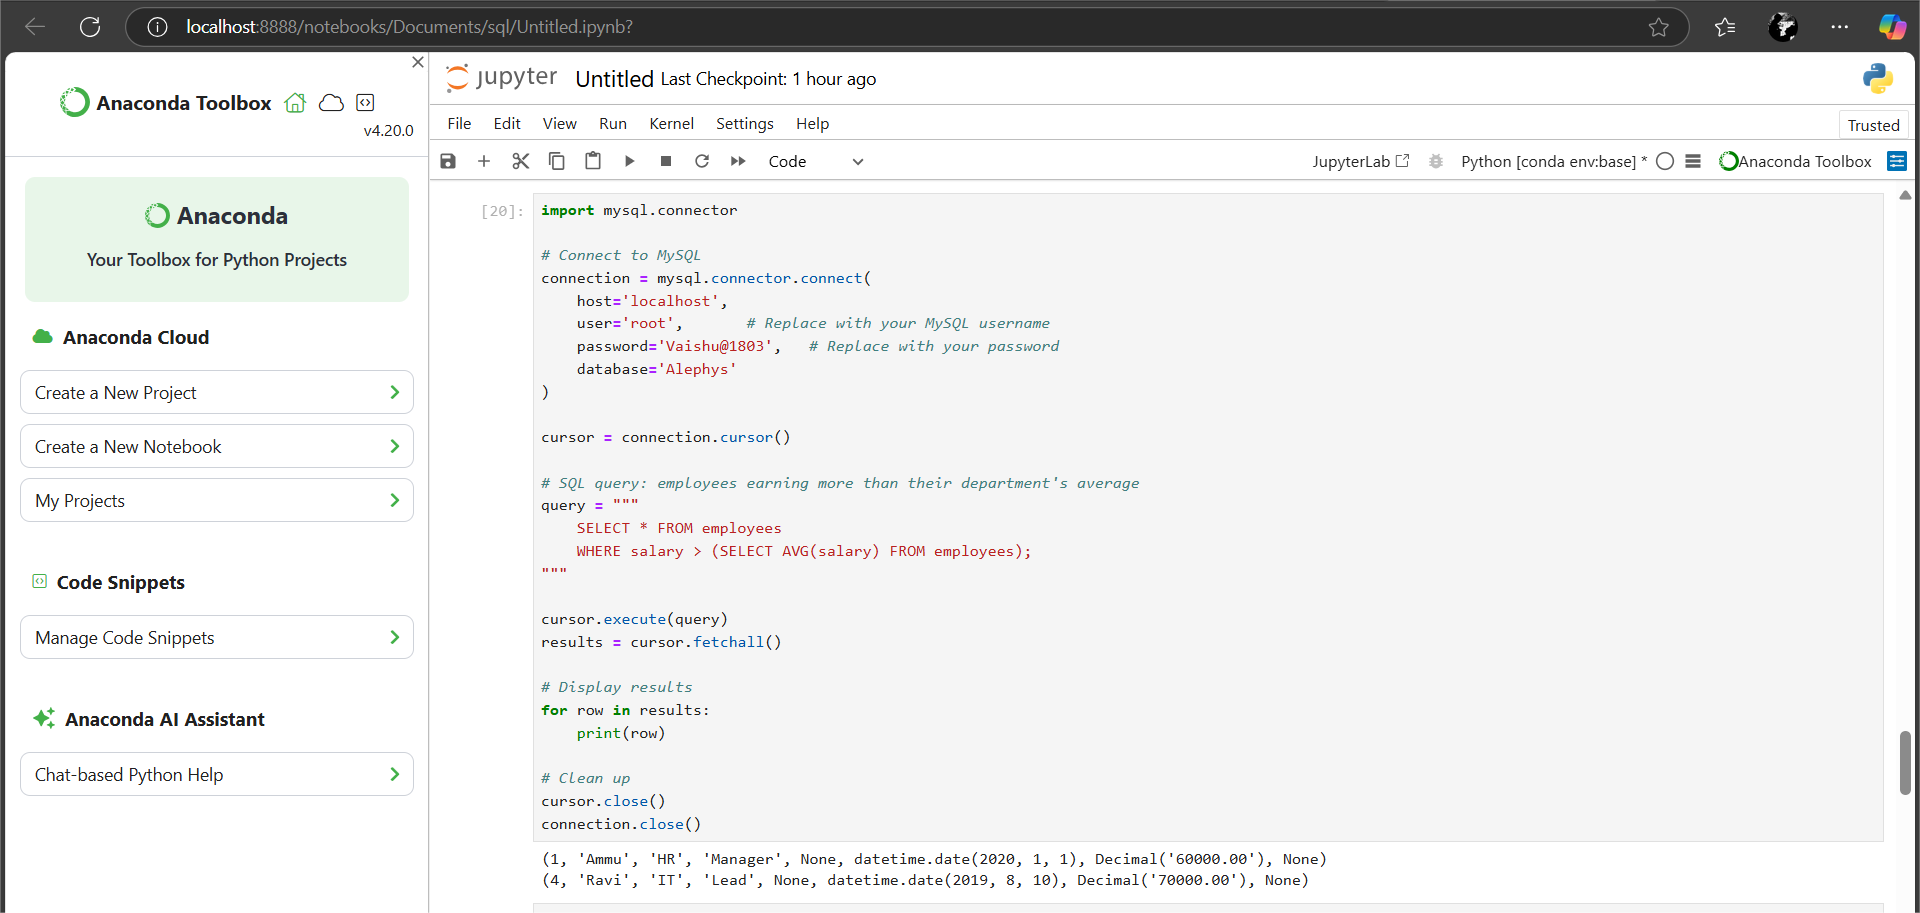 localhost:8888/notebooks/Documents/sql/Untitled.ipynb?
Anaconda Toolbox
v4.20.0
Anaconda
Your Toolbox for Python Projects
Anaconda Cloud
Create a New Project
Create a New Notebook
My Projects
Code Snippets
Manage Code Snippets
Anaconda AI Assistant
Chat-based Python Help
jupyter Untitled Last Checkpoint: 1 hour ago
File Edit View Run Kernel Settings Help
Trusted
Code JupyterLab Python [conda env:base] * Anaconda Toolbox
[20]: import mysql.connector
# Connect to MySQL
connection = mysql.connector.connect(
    host='localhost',
    user='root',       # Replace with your MySQL username
    password='Vaishu@1803',   # Replace with your password
    database='Alephys'
)
cursor = connection.cursor()
# SQL query: employees earning more than their department's average
query = """
    SELECT * FROM employees
    WHERE salary > (SELECT AVG(salary) FROM employees);
"""
cursor.execute(query)
results = cursor.fetchall()
# Display results
for row in results:
    print(row)
# Clean up
cursor.close()
connection.close()
(1, 'Ammu', 'HR', 'Manager', None, datetime.date(2020, 1, 1), Decimal('60000.00'), None)
(4, 'Ravi', 'IT', 'Lead', None, datetime.date(2019, 8, 10), Decimal('70000.00'), None)